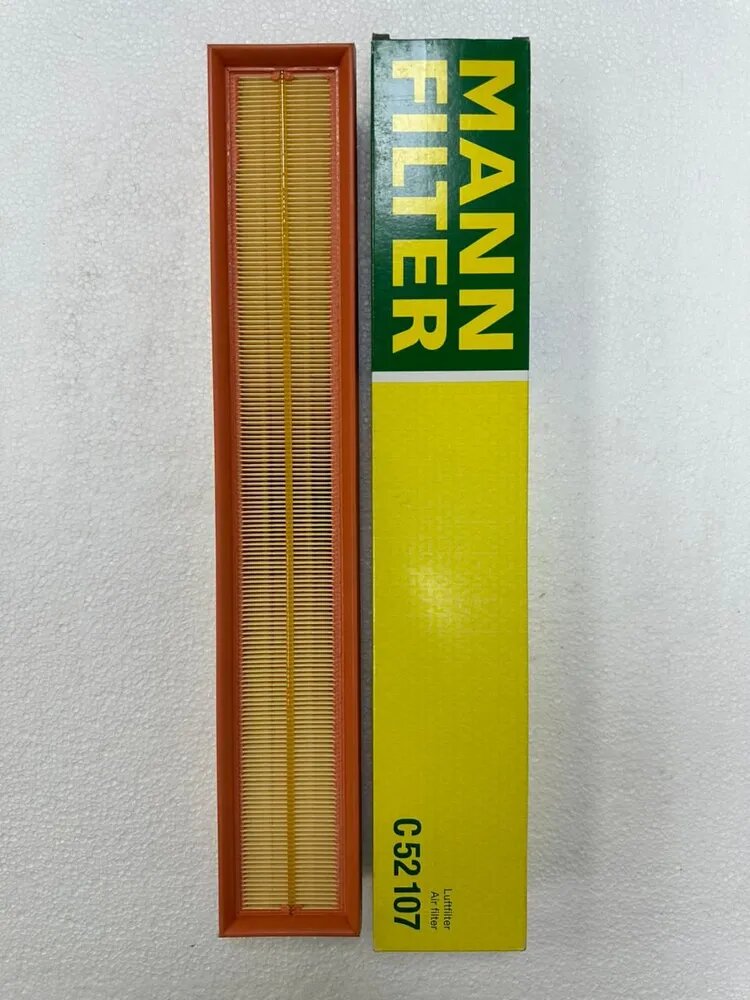 MANN
FILTER
C 52 107
Luftfilter
Air filter